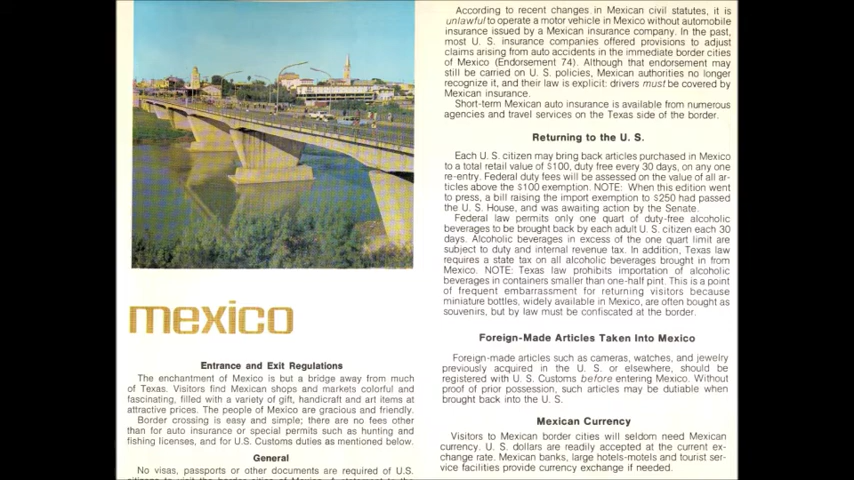 mexico
Entrance and Exit Regulations
The enchantment of Mexico is but a bridge away from much
of Texas. Visitors find Mexican shops and markets colorful and
fascinating, filled with a variety of gift, handicraft and art items at
attractive prices. The people of Mexico are gracious and friendly.
Border crossing is easy and simple; there are no fees other
than for auto insurance or special permits such as hunting and
fishing licenses, and for U.S. Customs duties as mentioned below.
General
No visas, passports or other documents are required of U.S.
According to recent changes in Mexican civil statutes, it is
unlawful to operate a motor vehicle in Mexico without automobile
insurance issued by a Mexican insurance company. In the past,
most U. S. insurance companies offered provisions to adjust
claims arising from auto accidents in the immediate border cities
of Mexico (Endorsement 74). Although that endorsement may
still be carried on U. S. policies, Mexican authorities no longer
recognize it, and their law is explicit: drivers must be covered by
Mexican insurance.
Short-term Mexican auto insurance is available from numerous
agencies and travel services on the Texas side of the border.
Returning to the U. S.
Each U. S. citizen may bring back articles purchased in Mexico
to a total retail value of $100, duty free every 30 days, on any one
re-entry. Federal duty fees will be assessed on the value of all ar-
ticles above the $100 exemption. NOTE: When this edition went
to press, a bill raising the import exemption to $250 had passed
the U. S. House, and was awaiting action by the Senate.
Federal law permits only one quart of duty-free alcoholic
beverages to be brought back by each adult U. S. citizen each 30
days. Alcoholic beverages in excess of the one quart limit are
subject to duty and internal revenue tax. In addition, Texas law
requires a state tax on all alcoholic beverages brought in from
Mexico. NOTE: Texas law prohibits importation of alcoholic
beverages in containers smaller than one-half pint. This is a point
of frequent embarrassment for returning visitors because
miniature bottles, widely available in Mexico, are often bought as
souvenirs, but by law must be confiscated at the border.
Foreign-Made Articles Taken Into Mexico
Foreign-made articles such as cameras, watches, and jewelry
previously acquired in the U. S. or elsewhere, should be
registered with U. S. Customs before entering Mexico. Without
proof of prior possession, such articles may be dutiable when
brought back into the U. S.
Mexican Currency
Visitors to Mexican border cities will seldom need Mexican
currency. U. S. dollars are readily accepted at the current ex-
change rate. Mexican banks, large hotels-motels and tourist ser-
vice facilities provide currency exchange if needed.